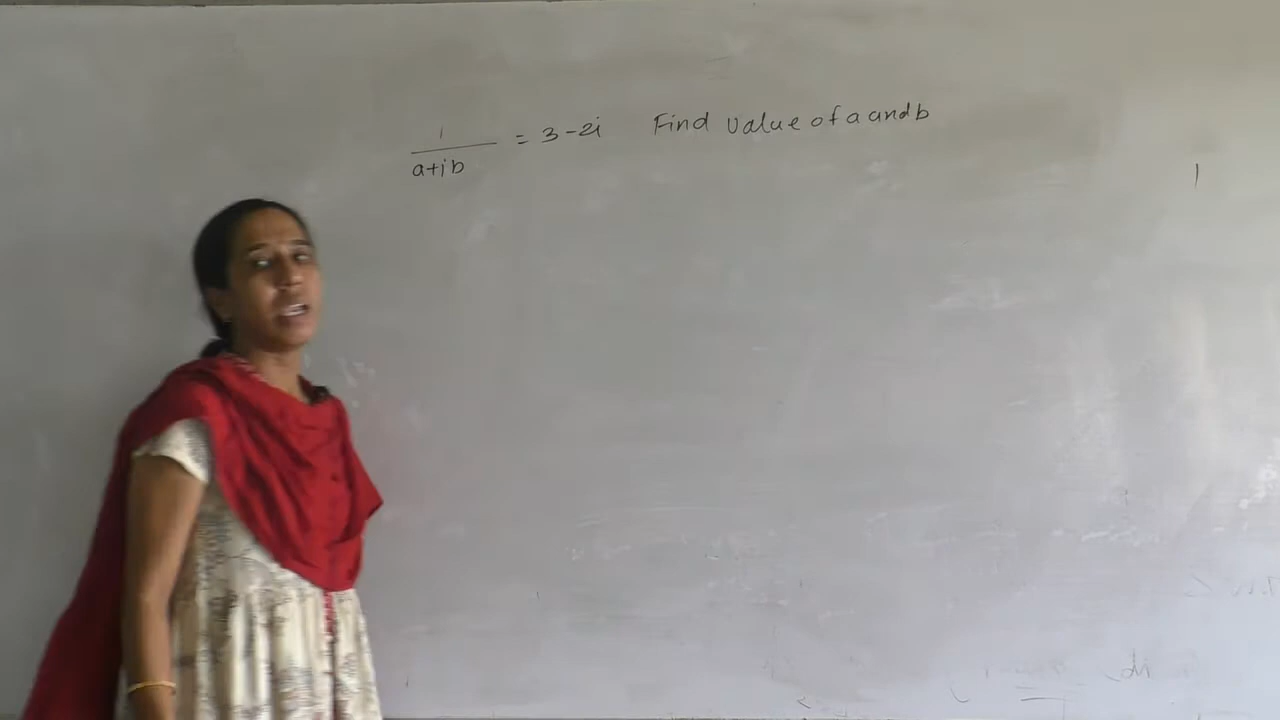 1/(a+ib) = 3-2i Find value of a and b